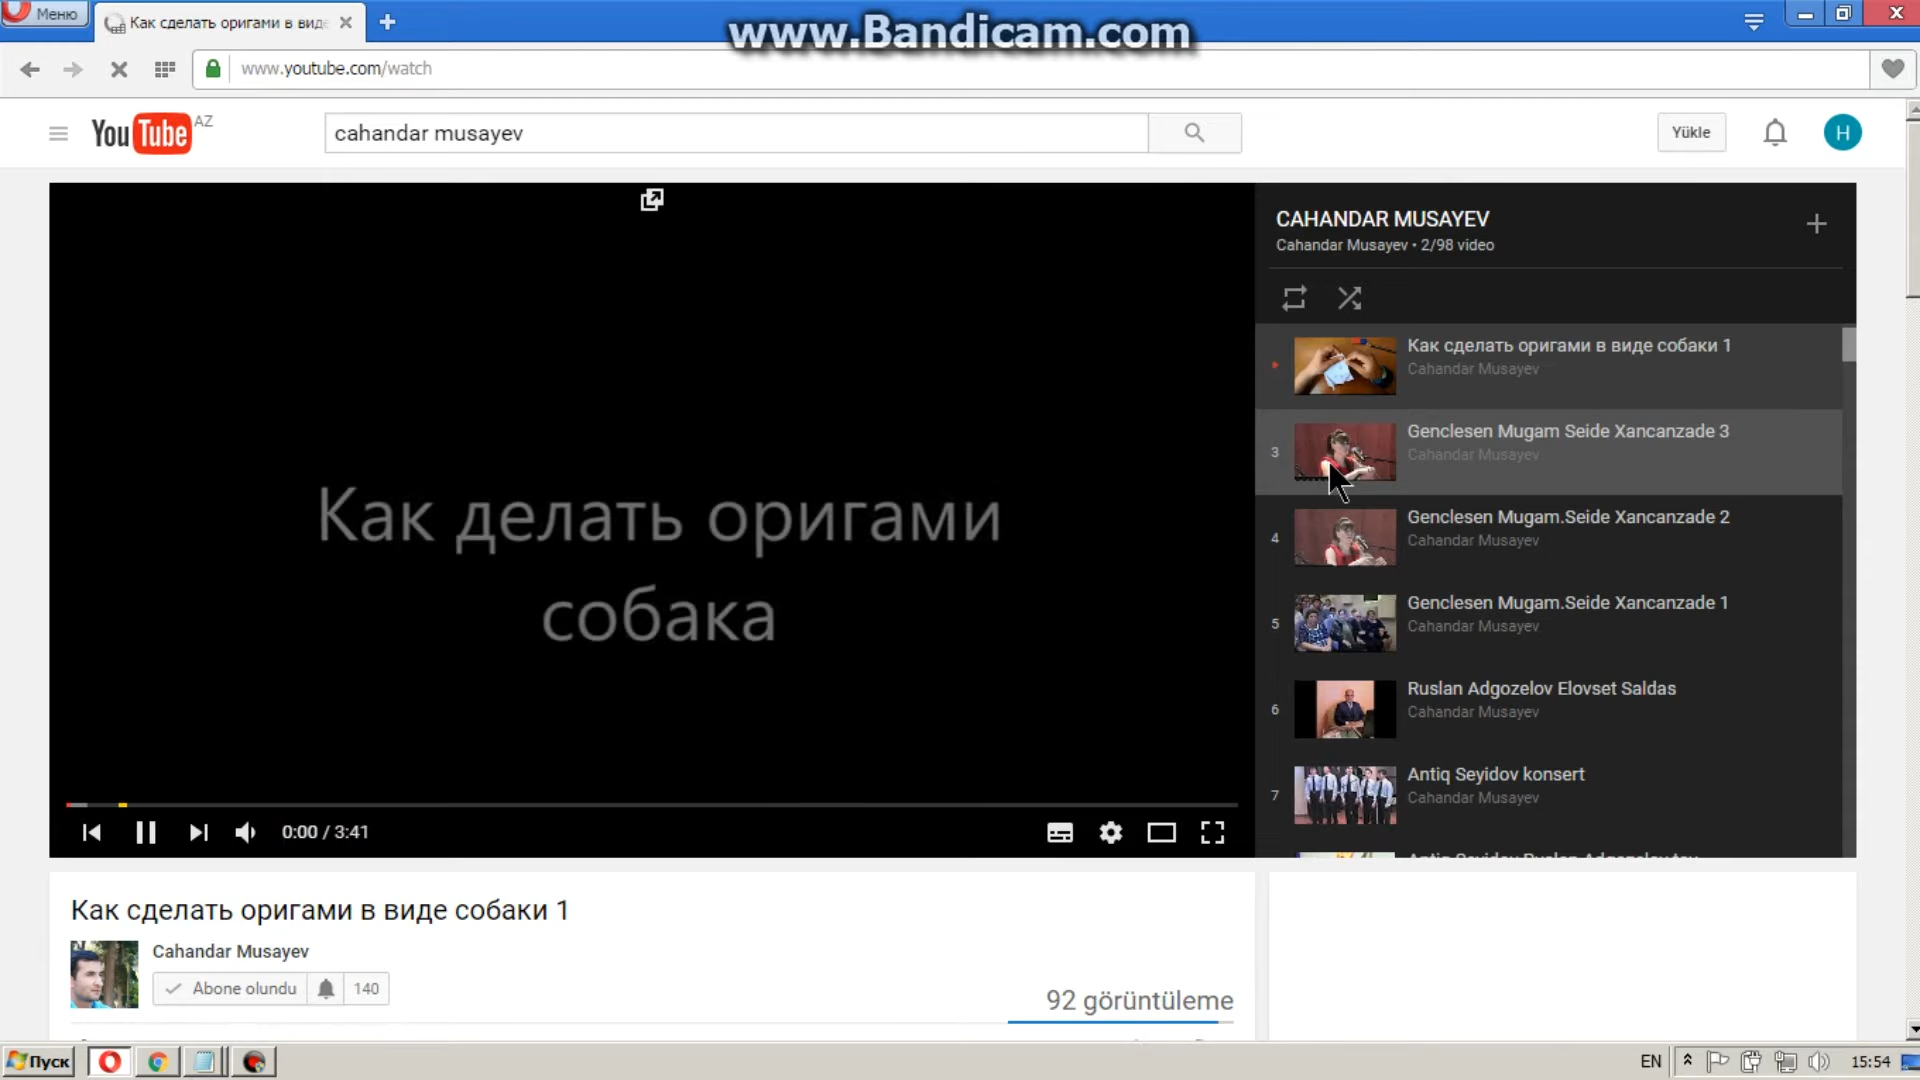 Меню
Как сделать оригами в вид
www.Bandicam.com
www.youtube.com/watch
YouTube AZ
cahandar musayev
Yükle
H
CAHANDAR MUSAYEV
Cahandar Musayev • 2/98 video
Как сделать оригами в виде собаки 1
Cahandar Musayev
3
Genclesen Mugam Seide Xancanzade 3
Cahandar Musayev
4
Genclesen Mugam.Seide Xancanzade 2
Cahandar Musayev
5
Genclesen Mugam.Seide Xancanzade 1
Cahandar Musayev
6
Ruslan Adgozelov Elovset Saldas
Cahandar Musayev
7
Antiq Seyidov konsert
Cahandar Musayev
Как делать оригами
собака
0:00 / 3:41
Как сделать оригами в виде собаки 1
Cahandar Musayev
Abone olundu
140
92 görüntüleme
Пуск
EN
15:54